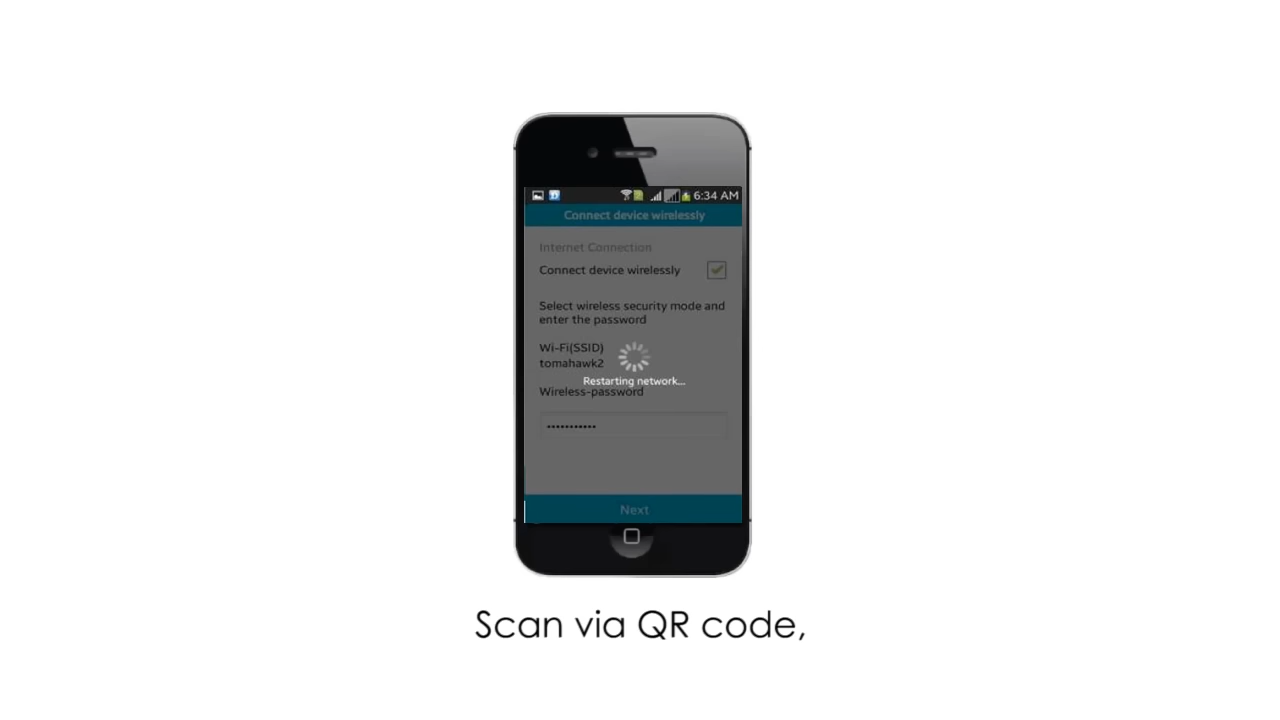 6:34 AM
Connect device wirelessly
Internet Connection
Connect device wirelessly
Select wireless security mode and
enter the password
Wi-Fi(SSID)
tomahawk2
Restarting network...
Wireless-password
•••••••••••
Next
Scan via QR code,